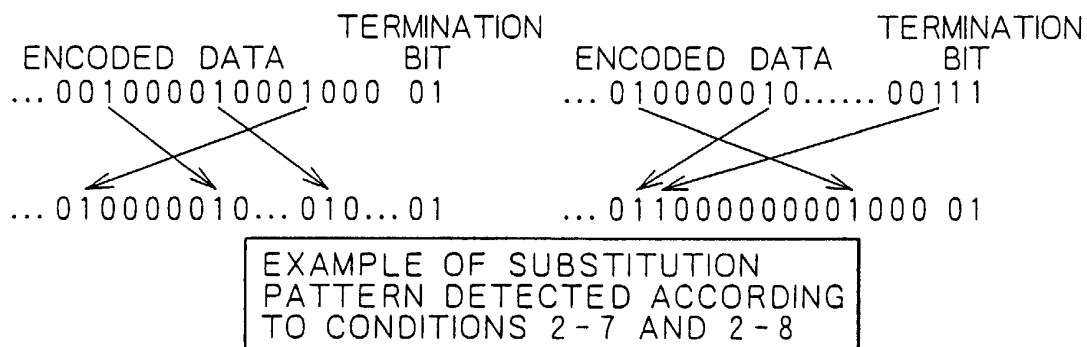 TERMINATION
ENCODED DATA BIT
...001000010001000 01
...010000010...010...01
TERMINATION
ENCODED DATA BIT
...010000010......00111
...011000000001000 01
EXAMPLE OF SUBSTITUTION
PATTERN DETECTED ACCORDING
TO CONDITIONS 2-7 AND 2-8